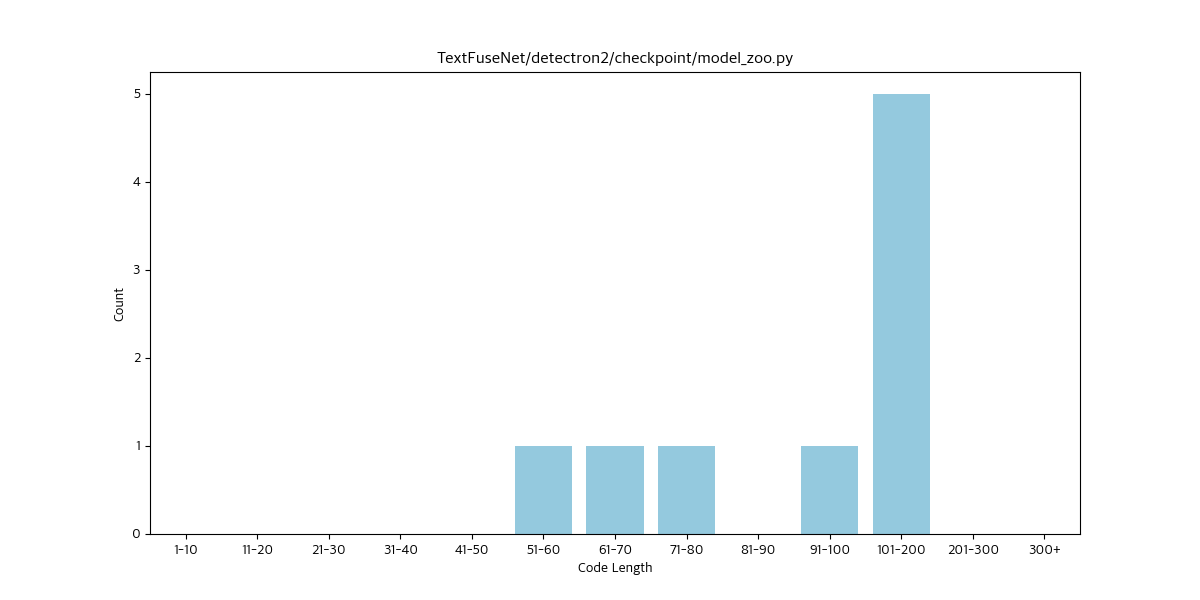 TextFuseNet/detectron2/checkpoint/model_zoo.py
5
4
3
2
1
0
Count
1-10 11-20 21-30 31-40 41-50 51-60 61-70 71-80 81-90 91-100 101-200 201-300 300+
Code Length